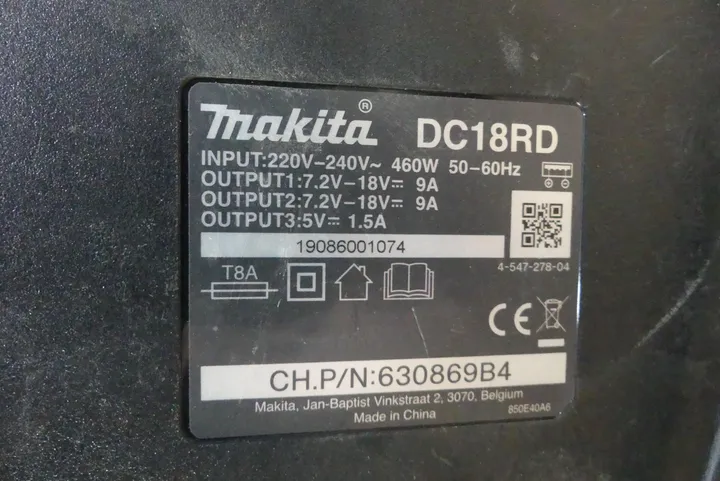 Makita® DC18RD
INPUT:220V–240V~ 460W 50–60Hz
OUTPUT1:7.2V–18V⎓ 9A
OUTPUT2:7.2V–18V⎓ 9A
OUTPUT3:5V⎓ 1.5A
19086001074
4-547-278-04
T8A
CE
CH.P/N:630869B4
Makita, Jan-Baptist Vinkstraat 2, 3070, Belgium
Made in China
850E40A6